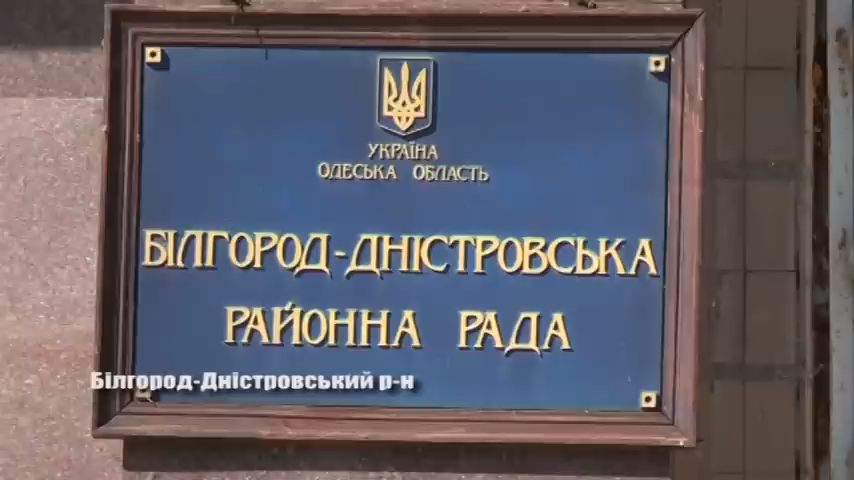 УКРАЇНА
ОДЕСЬКА ОБЛАСТЬ
БІЛГОРОД-ДНІСТРОВСЬКА
РАЙОННА РАДА
Білгород-Дністровський р-н